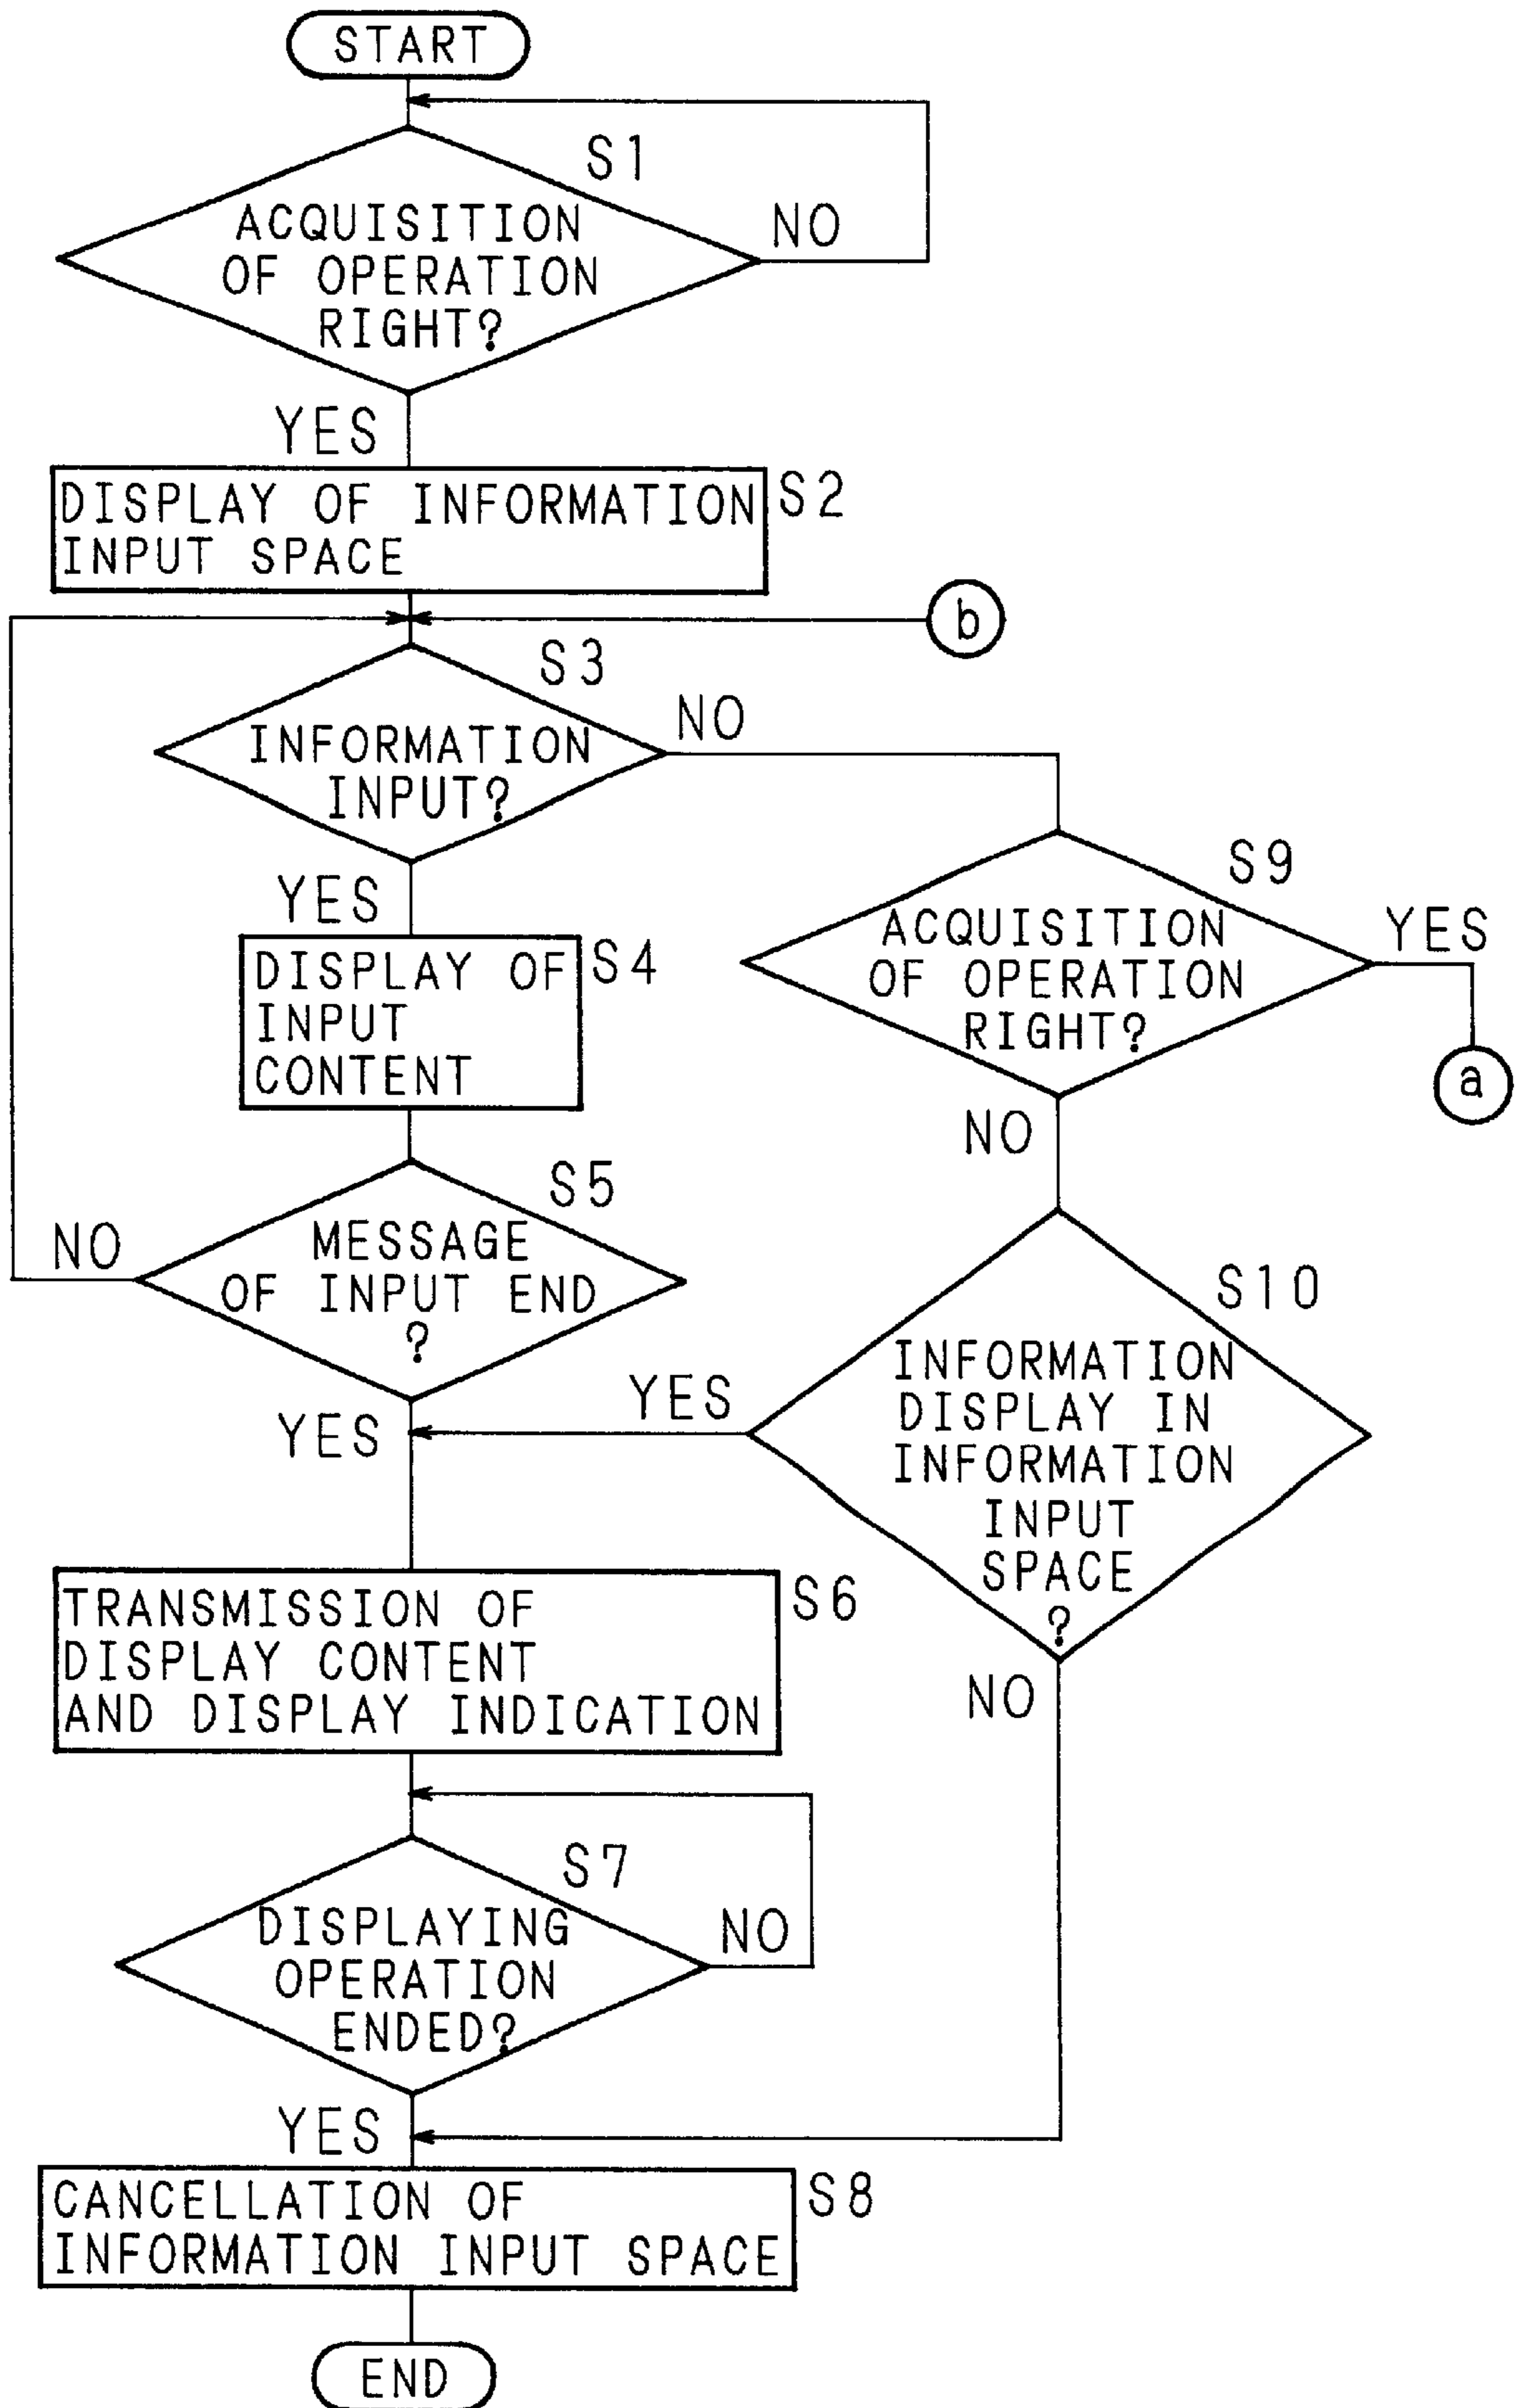 START
S1
ACQUISITION
OF OPERATION
RIGHT?
NO
YES
DISPLAY OF INFORMATION
INPUT SPACE
S2
b
S3
INFORMATION
INPUT?
NO
YES
DISPLAY OF
INPUT
CONTENT
S4
S9
ACQUISITION
OF OPERATION
RIGHT?
YES
a
NO
S5
MESSAGE
OF INPUT END
?
NO
YES
S10
INFORMATION
DISPLAY IN
INFORMATION
INPUT
SPACE
?
YES
NO
TRANSMISSION OF
DISPLAY CONTENT
AND DISPLAY INDICATION
S6
S7
DISPLAYING
OPERATION
ENDED?
NO
YES
CANCELLATION OF
INFORMATION INPUT SPACE
S8
END